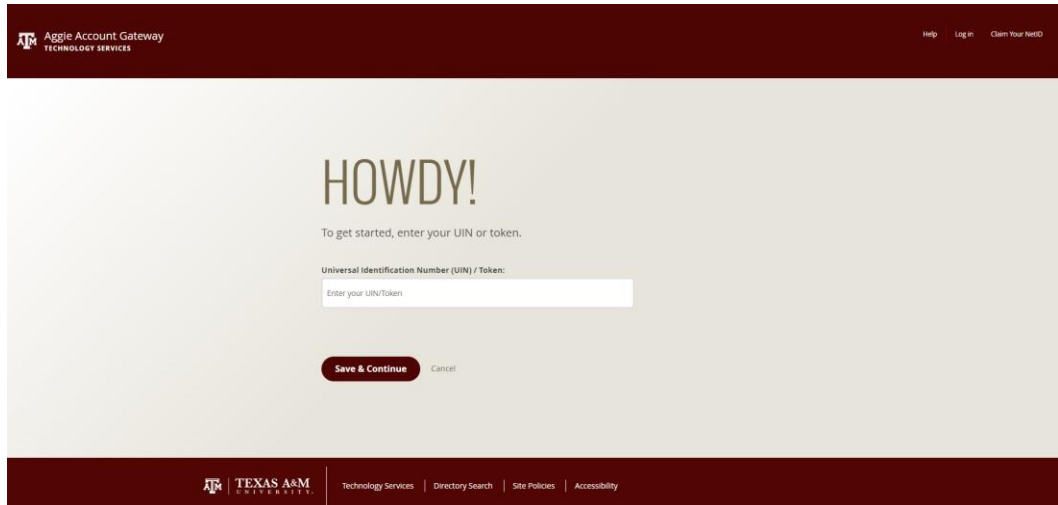 ATM Aggie Account Gateway
TECHNOLOGY SERVICES
Help Log in Claim Your NetID
HOWDY!
To get started, enter your UIN or token.
Universal Identification Number (UIN) / Token:
Enter your UIN/Token
Save & Continue Cancel
ATM | TEXAS A&M
UNIVERSITY.
Technology Services | Directory Search | Site Policies | Accessibility